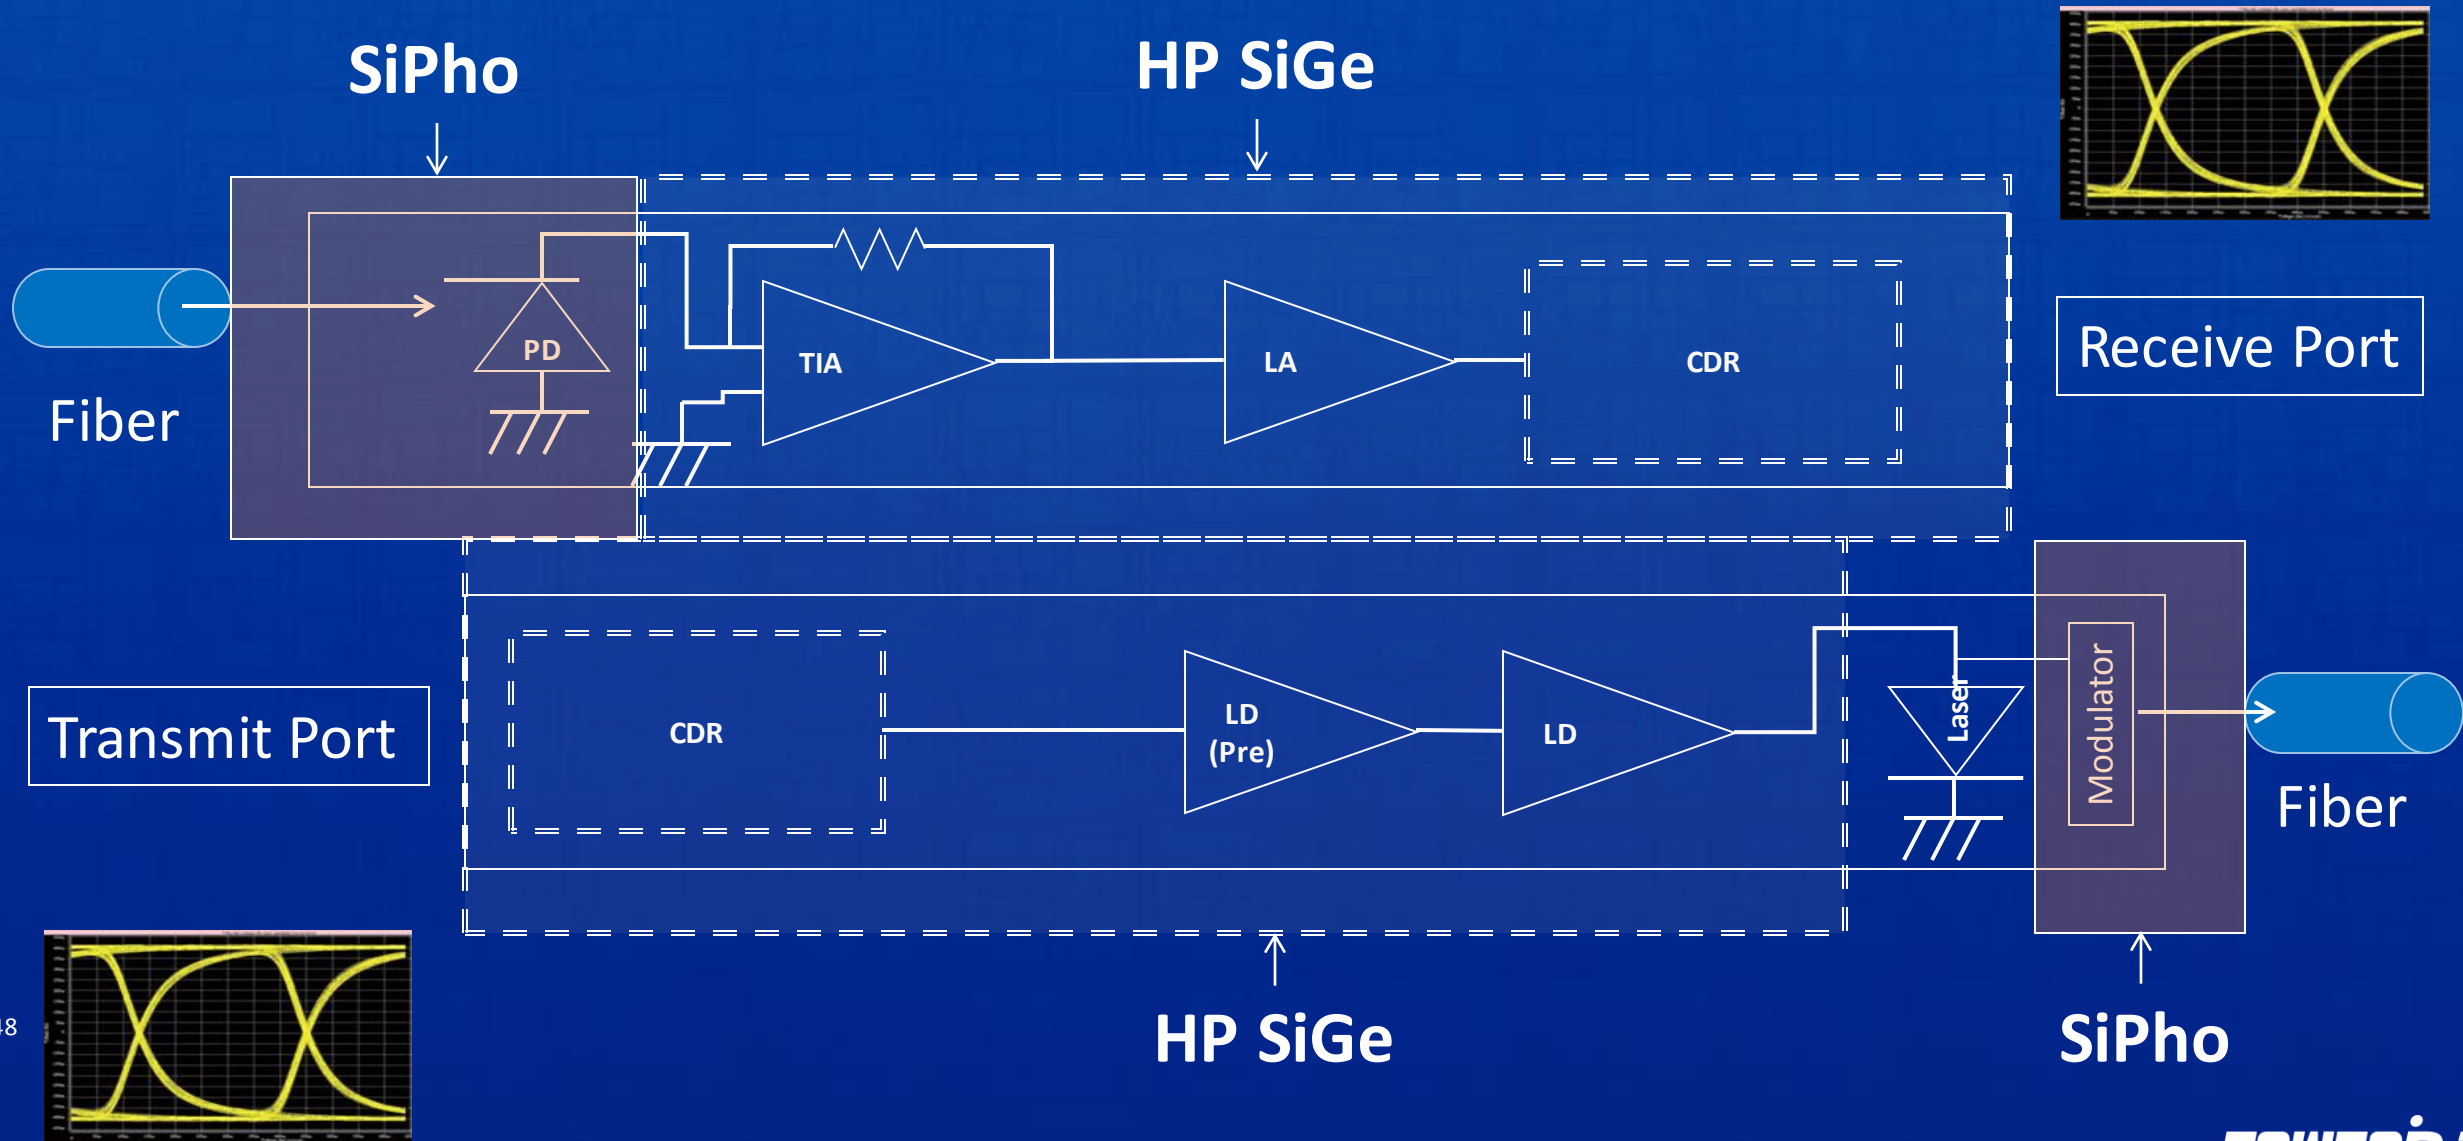 SiPho
HP SiGe
Fiber
PD
TIA
LA
CDR
Receive Port
Transmit Port
CDR
LD
(Pre)
LD
Laser
Modulator
Fiber
HP SiGe
SiPho